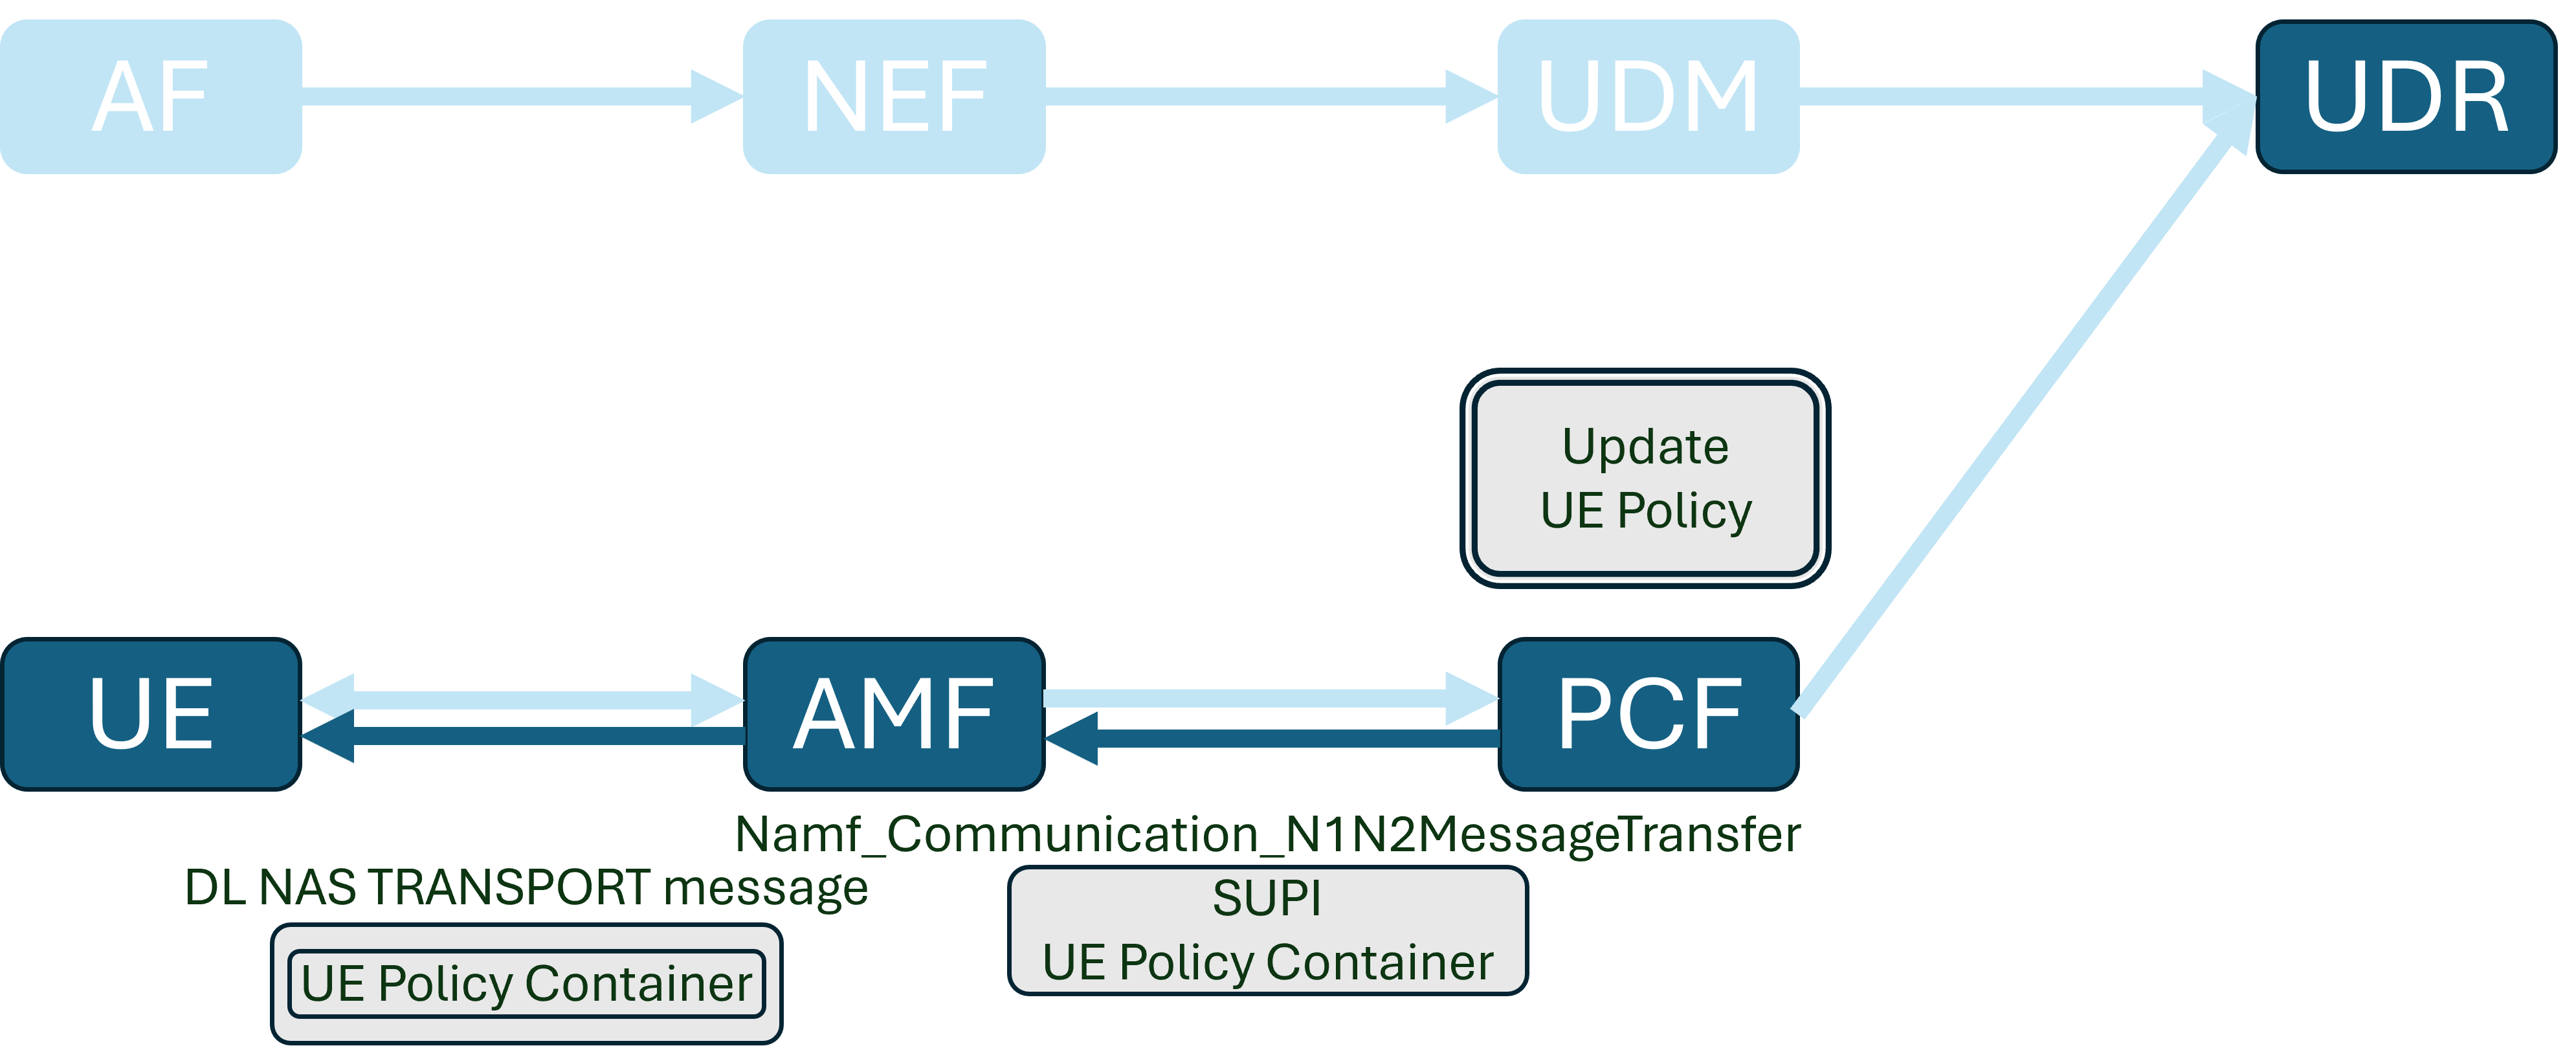 AF
NEF
UDM
UDR
Update
UE Policy
UE
AMF
PCF
Namf_Communication_N1N2MessageTransfer
DL NAS TRANSPORT message
SUPI
UE Policy Container
UE Policy Container